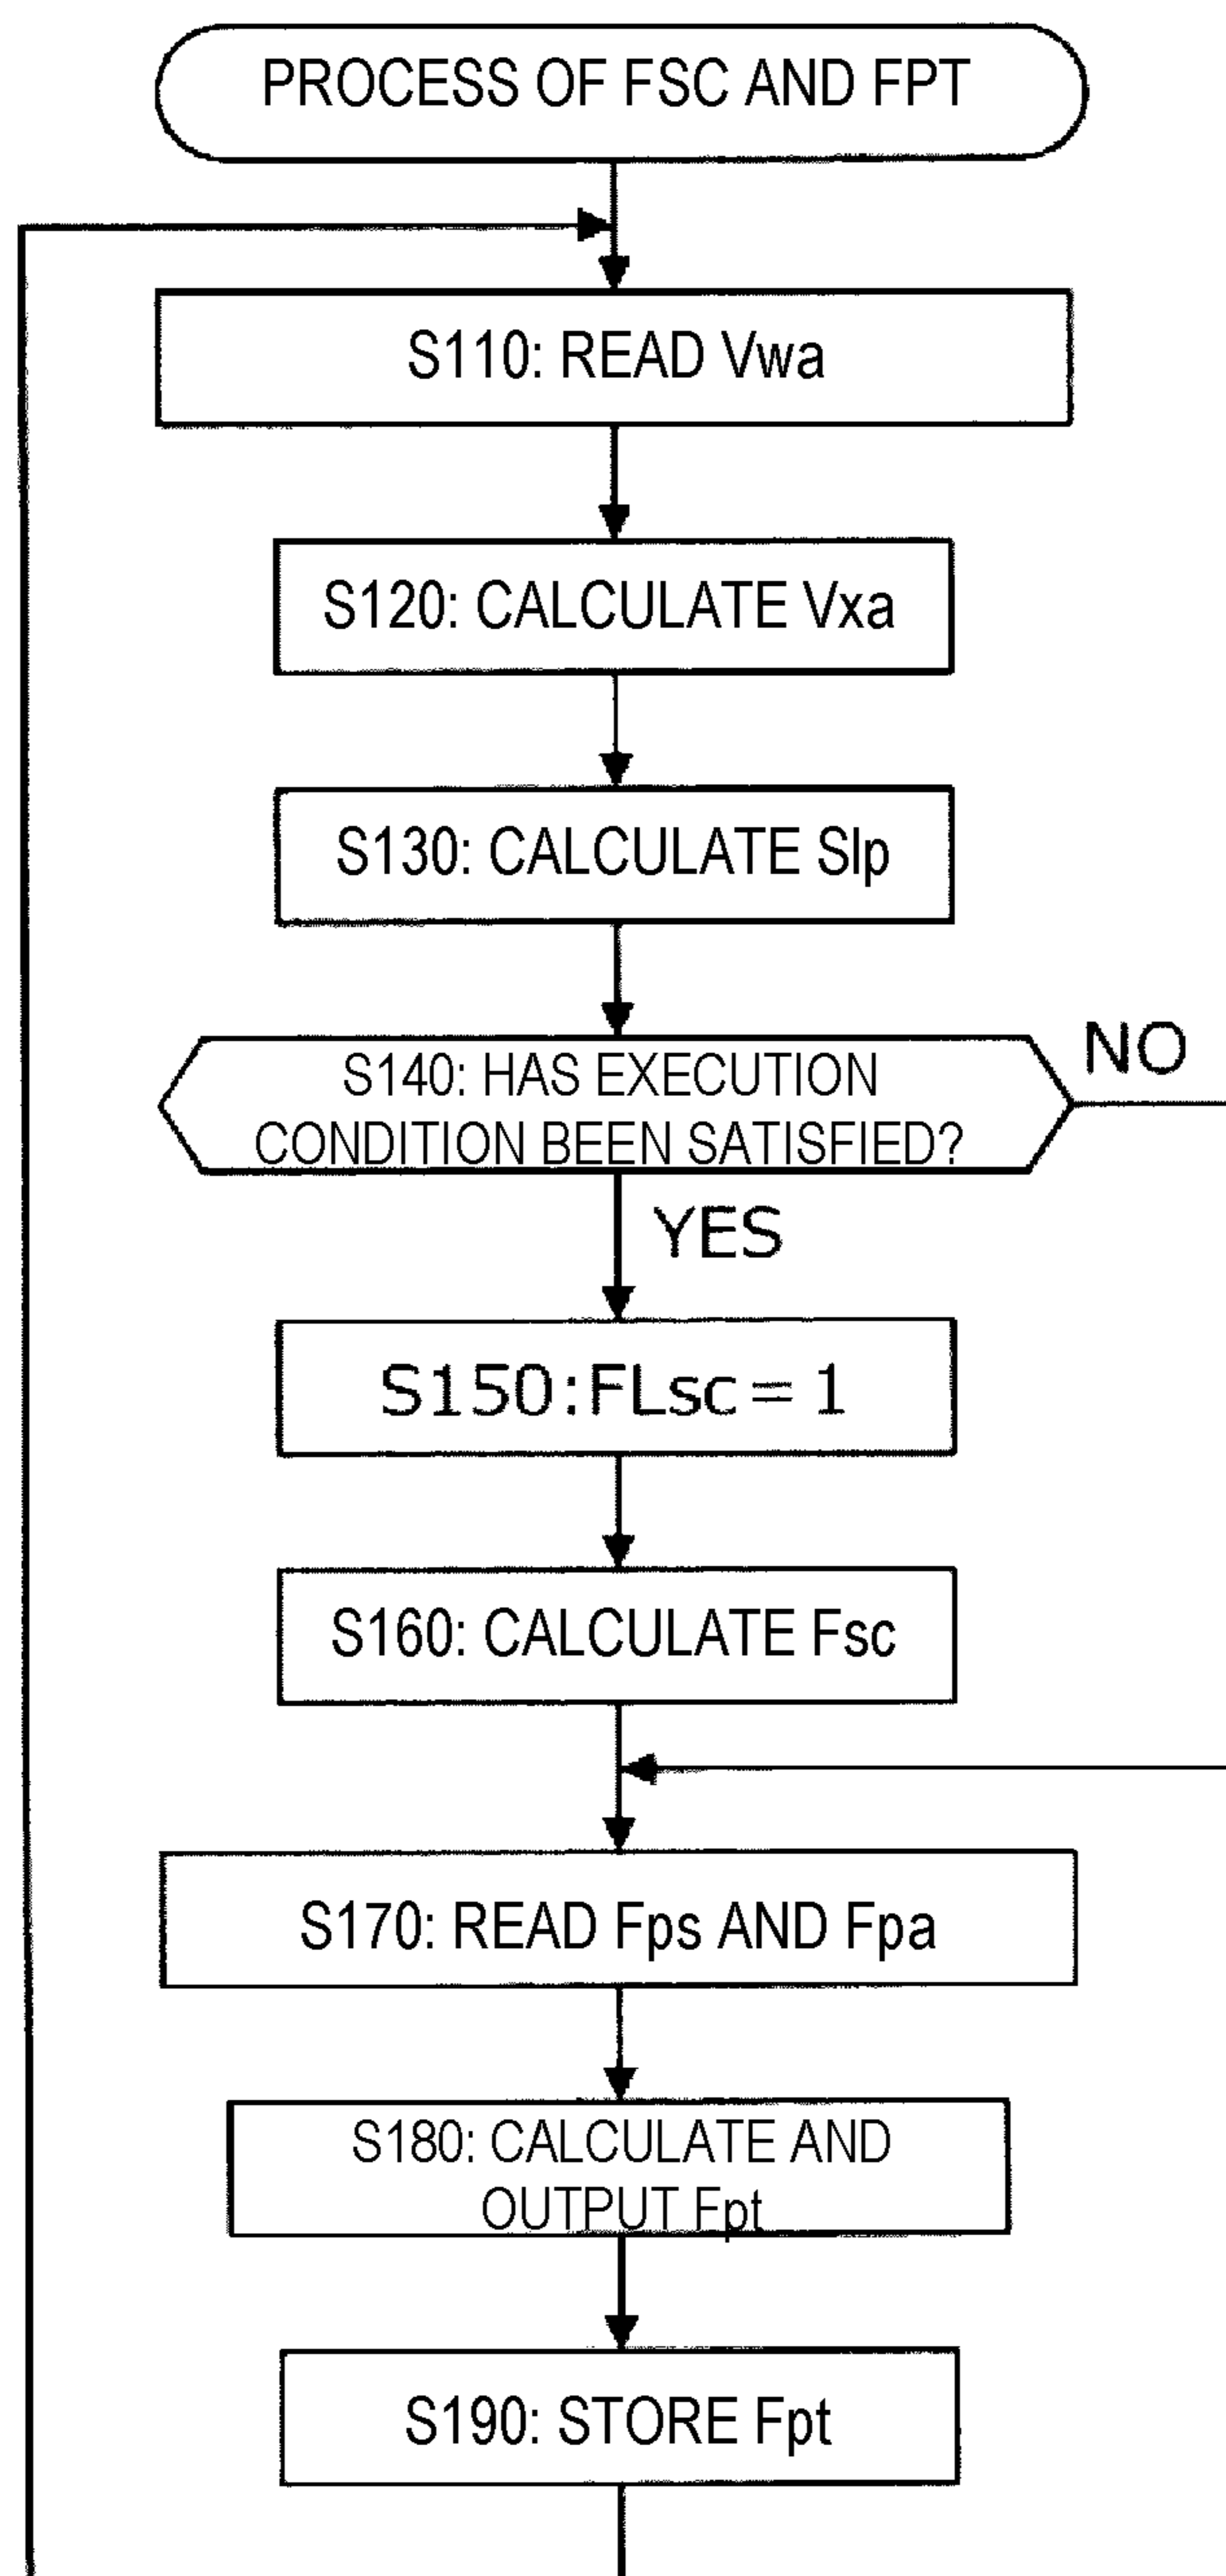 PROCESS OF FSC AND FPT
S110: READ Vwa
S120: CALCULATE Vxa
S130: CALCULATE Slp
NO
S140: HAS EXECUTION
CONDITION BEEN SATISFIED?
YES
S150:FLsc=1
S160: CALCULATE Fsc
S170: READ Fps AND Fpa
S180: CALCULATE AND
OUTPUT Fpt
S190: STORE Fpt